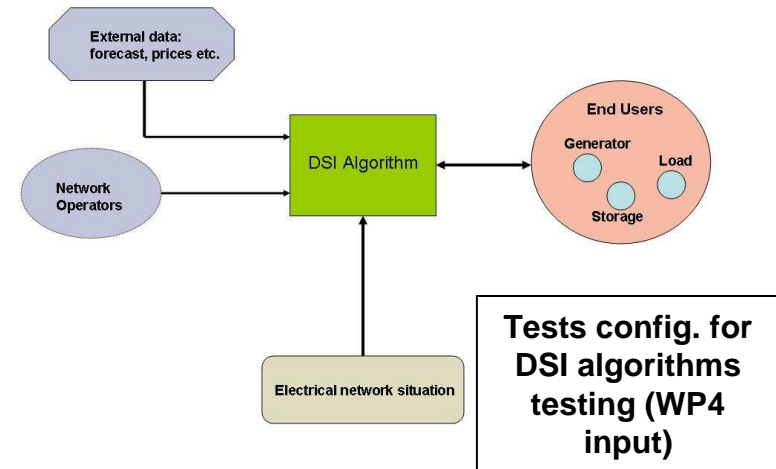 External data:
forecast, prices etc.
End Users
Generator
Load
Storage
DSI Algorithm
Network
Operators
Electrical network situation
Tests config. for
DSI algorithms
testing (WP4
input)